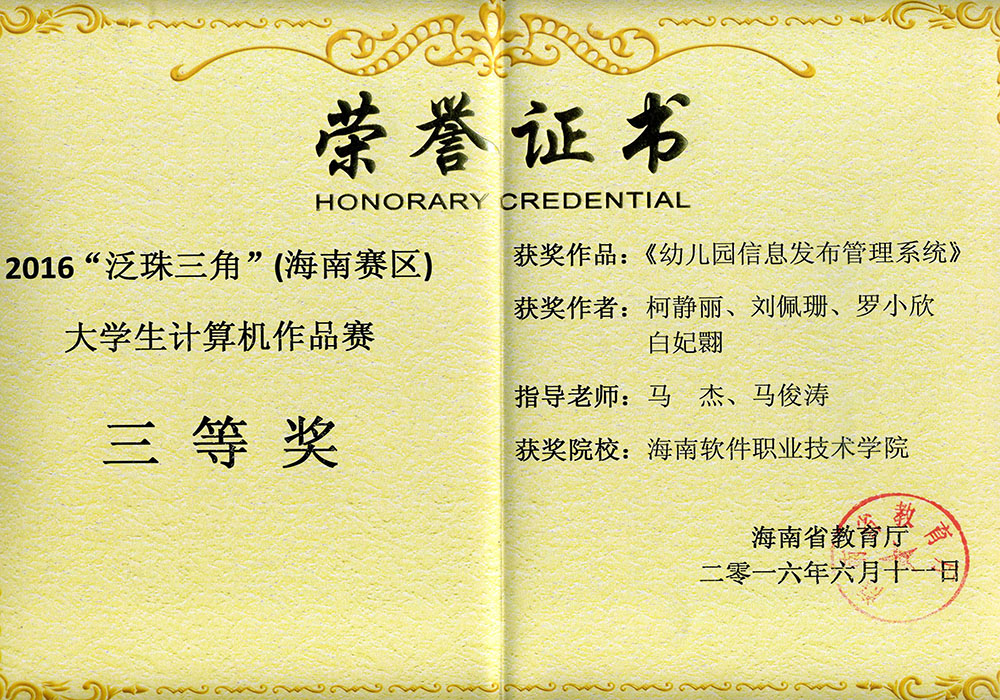 荣誉证书
HONORARY CREDENTIAL
2016“泛珠三角”(海南赛区)
大学生计算机作品赛
三等奖
获奖作品：《幼儿园信息发布管理系统》
获奖作者：柯静丽、刘佩珊、罗小欣
白妃翾
指导老师：马　杰、马俊涛
获奖院校：海南软件职业技术学院
海南省教育厅
二零一六年六月十一日
教育